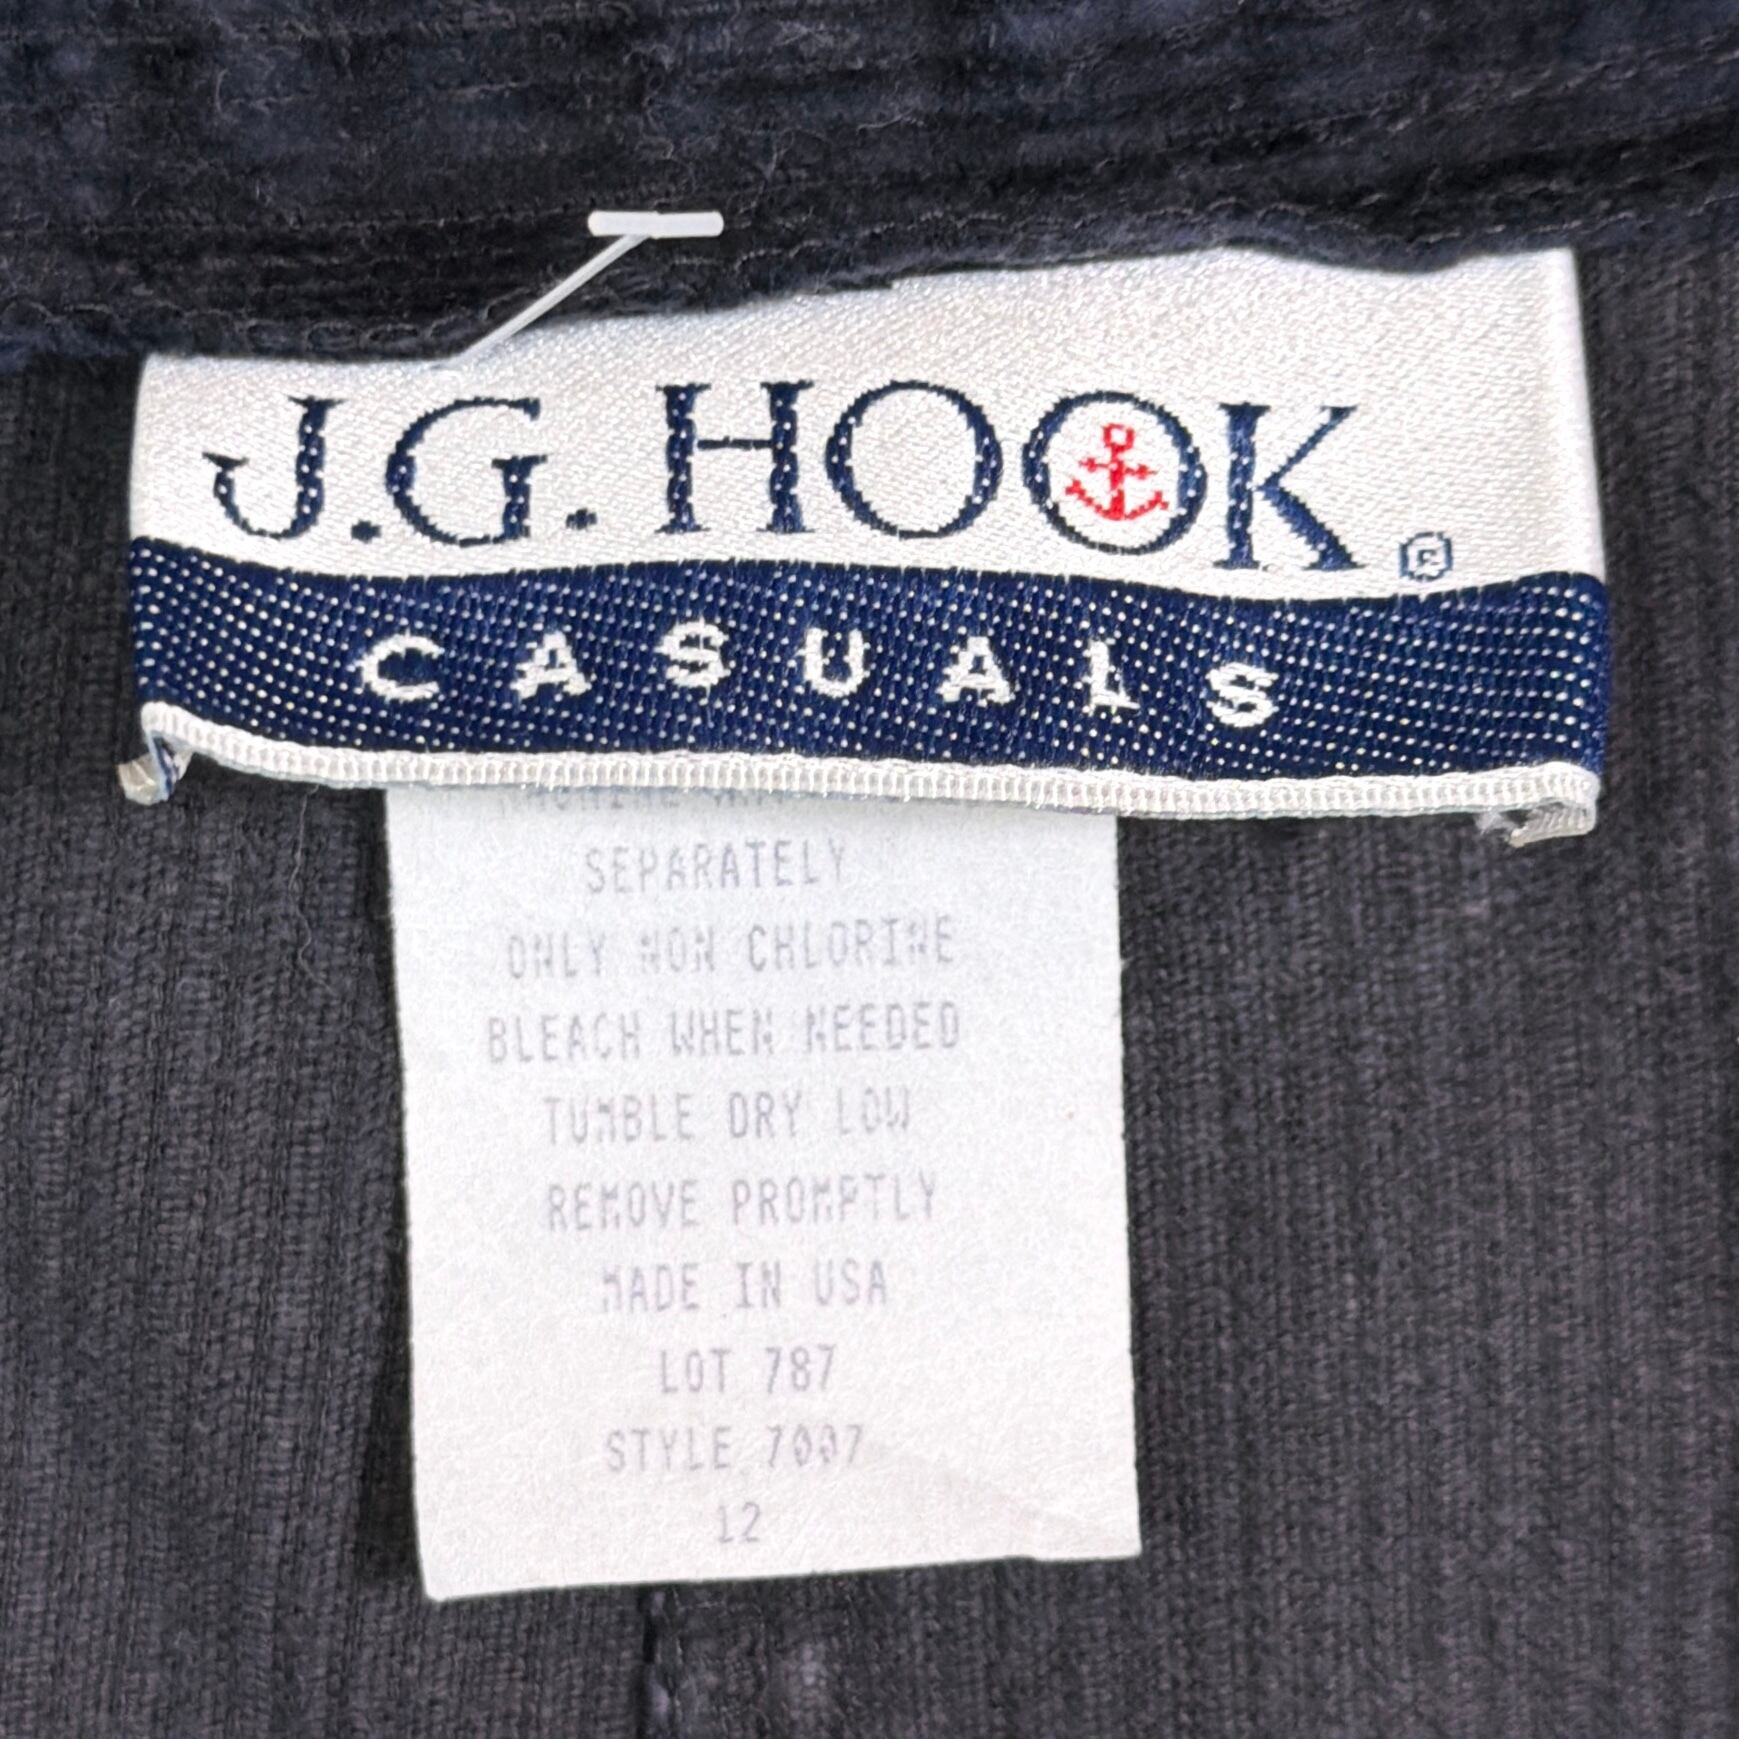 J.G. HOOK ®
CASUALS
SEPARATELY
ONLY NON CHLORINE
BLEACH WHEN NEEDED
TUMBLE DRY LOW
REMOVE PROMPTLY
MADE IN USA
LOT 787
STYLE 7007
12